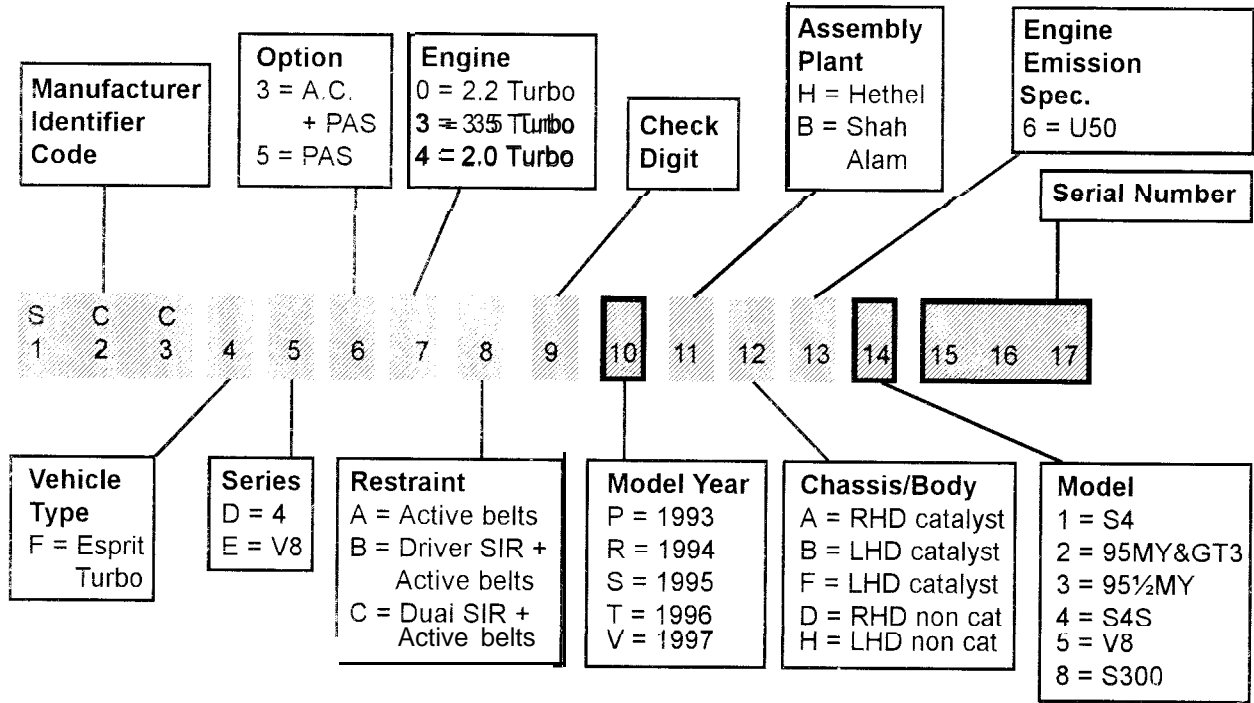 Manufacturer
Identifier
Code
Option
3 = A.C.
+ PAS
5 = PAS
Engine
0 = 2.2 Turbo
3 = 3.5 Turbo
4 = 2.0 Turbo
Check
Digit
Assembly
Plant
H = Hethel
B = Shah
Alam
Engine
Emission
Spec.
6 = U50
Serial Number
S C C
1 2 3 4 5 6 7 8 9 10 11 12 13 14 15 16 17
Vehicle
Type
F = Esprit
Turbo
Series
D = 4
E = V8
Restraint
A = Active belts
B = Driver SIR +
Active belts
C = Dual SIR +
Active belts
Model Year
P = 1993
R = 1994
S = 1995
T = 1996
V = 1997
Chassis/Body
A = RHD catalyst
B = LHD catalyst
F = LHD catalyst
D = RHD non cat
H = LHD non cat
Model
1 = S4
2 = 95MY&GT3
3 = 95½MY
4 = S4S
5 = V8
8 = S300